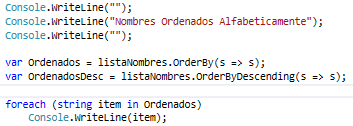 Console.WriteLine("");
Console.WriteLine("Nombres Ordenados Alfabeticamente");
Console.WriteLine("");
var Ordenados = listaNombres.OrderBy(s => s);
var OrdenadosDesc = listaNombres.OrderByDescending(s => s);
foreach (string item in Ordenados)
Console.WriteLine(item);